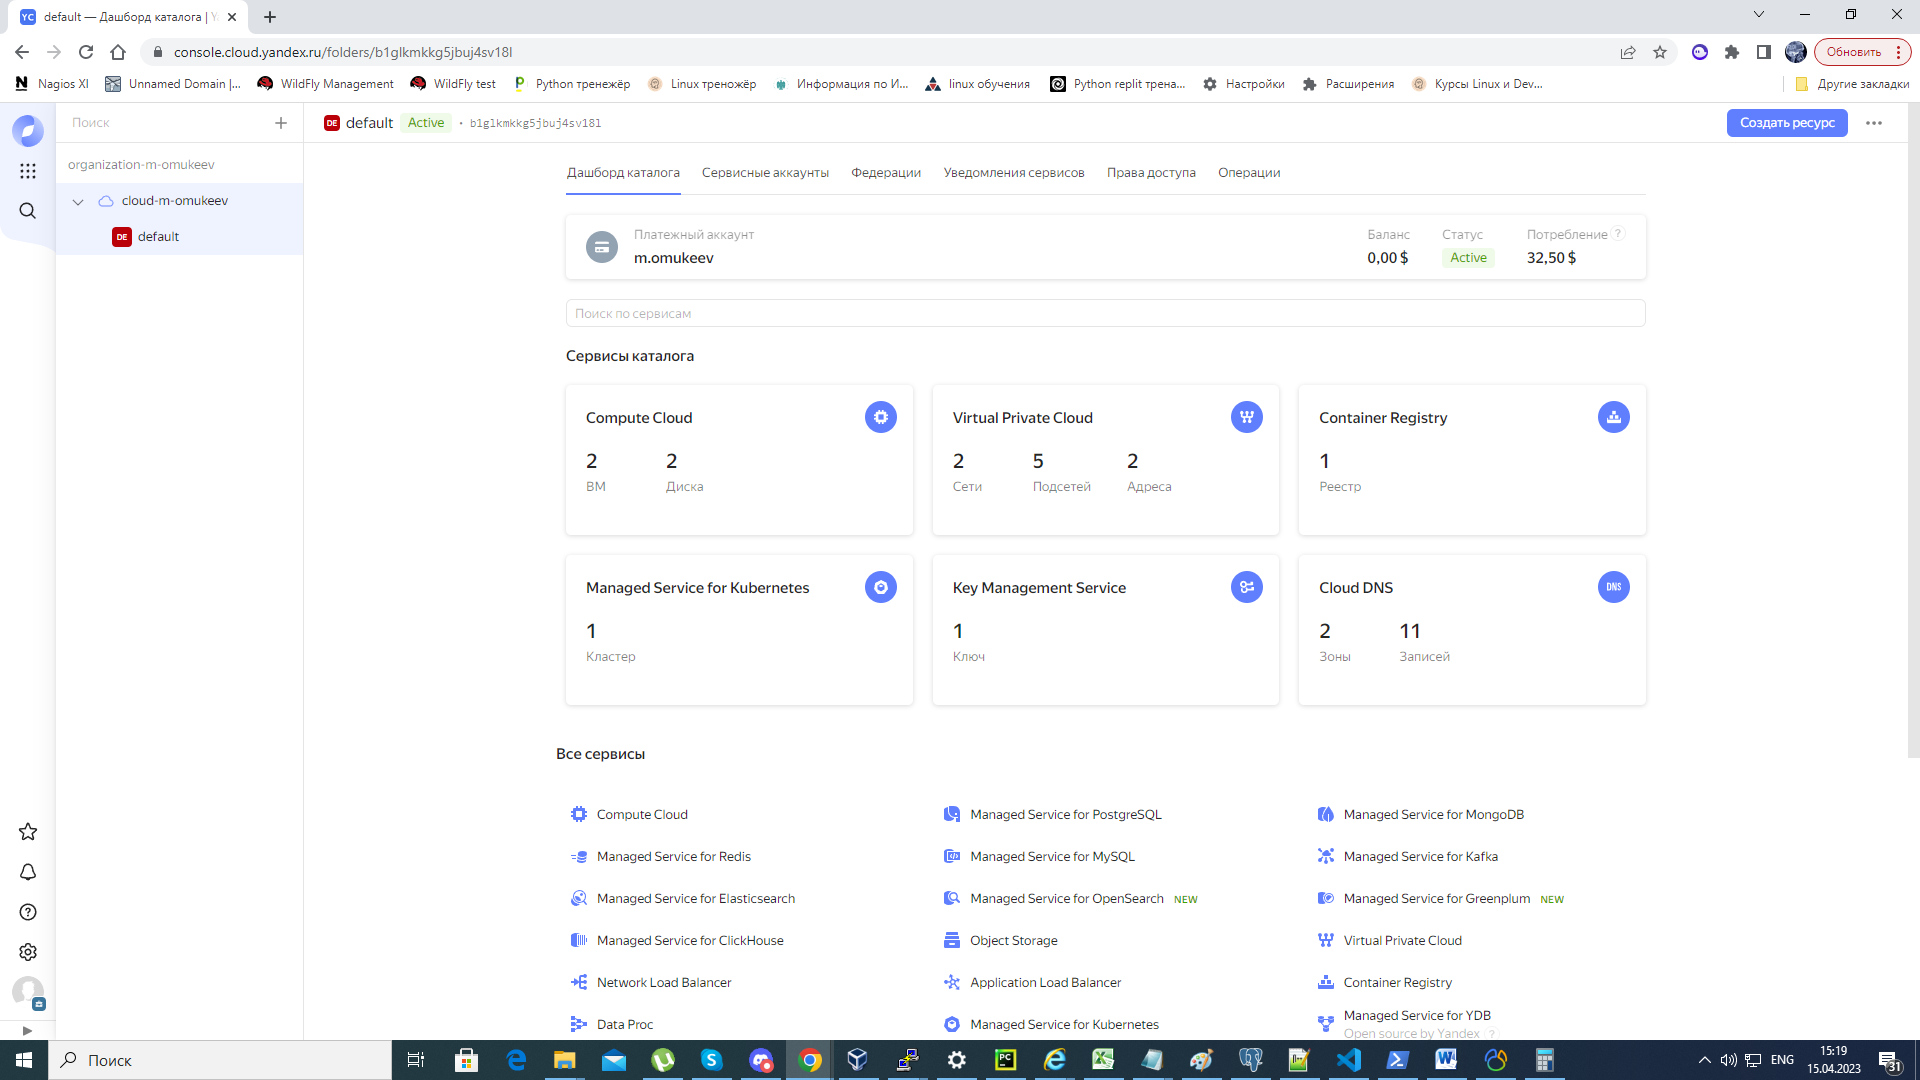 default — Дашборд каталога |
console.cloud.yandex.ru/folders/b1glkmkkg5jbuj4sv18l
Обновить
Nagios XI
Unnamed Domain |...
WildFly Management
WildFly test
Python тренежёр
Linux треножёр
Информация по И...
linux обучения
Python replit трена...
Настройки
Расширения
Курсы Linux и Dev...
Другие закладки
Поиск
organization-m-omukeev
cloud-m-omukeev
DE default
DE default Active • b1glkmkkg5jbuj4sv18l
Создать ресурс
Дашборд каталога
Сервисные аккаунты
Федерации
Уведомления сервисов
Права доступа
Операции
Платежный аккаунт
m.omukeev
Баланс
0,00 $
Статус
Active
Потребление ?
32,50 $
Поиск по сервисам
Сервисы каталога
Compute Cloud
2 2
ВМ Диска
Virtual Private Cloud
2 5 2
Сети Подсетей Адреса
Container Registry
1
Реестр
Managed Service for Kubernetes
1
Кластер
Key Management Service
1
Ключ
Cloud DNS
DNS
2 11
Зоны Записей
Все сервисы
Compute Cloud
Managed Service for PostgreSQL
Managed Service for MongoDB
Managed Service for Redis
Managed Service for MySQL
Managed Service for Kafka
Managed Service for Elasticsearch
Managed Service for OpenSearch NEW
Managed Service for Greenplum NEW
Managed Service for ClickHouse
Object Storage
Virtual Private Cloud
Network Load Balancer
Application Load Balancer
Container Registry
Data Proc
Managed Service for Kubernetes
Managed Service for YDB
Open source by Yandex ?
Поиск
ENG
15:19
15.04.2023
31